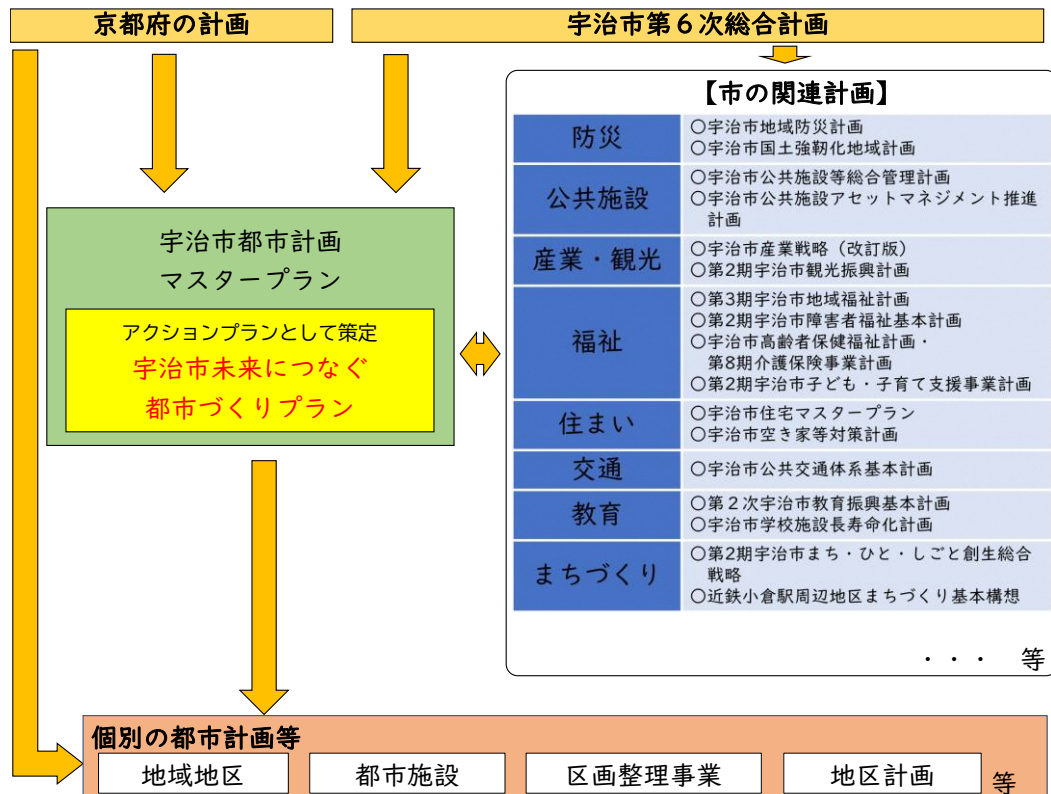 京都府の計画
宇治市第6次総合計画
宇治市都市計画
マスタープラン
アクションプランとして策定
宇治市未来につなぐ
都市づくりプラン
【市の関連計画】
防災
○宇治市地域防災計画
○宇治市国土強靭化地域計画
公共施設
○宇治市公共施設等総合管理計画
○宇治市公共施設アセットマネジメント推進
計画
産業・観光
○宇治市産業戦略（改訂版）
○第2期宇治市観光振興計画
福祉
○第3期宇治市地域福祉計画
○第2期宇治市障害者福祉基本計画
○宇治市高齢者保健福祉計画・
第8期介護保険事業計画
○第2期宇治市子ども・子育て支援事業計画
住まい
○宇治市住宅マスタープラン
○宇治市空き家等対策計画
交通
○宇治市公共交通体系基本計画
教育
○第２次宇治市教育振興基本計画
○宇治市学校施設長寿命化計画
まちづくり
○第2期宇治市まち・ひと・しごと創生総合
戦略
○近鉄小倉駅周辺地区まちづくり基本構想
・・・ 等
個別の都市計画等
地域地区
都市施設
区画整理事業
地区計画
等